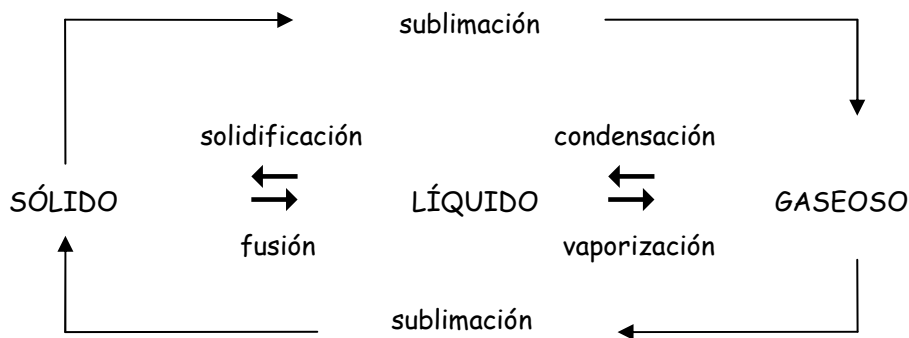 sublimación
solidificación condensación
SÓLIDO LÍQUIDO GASEOSO
fusión vaporización
sublimación